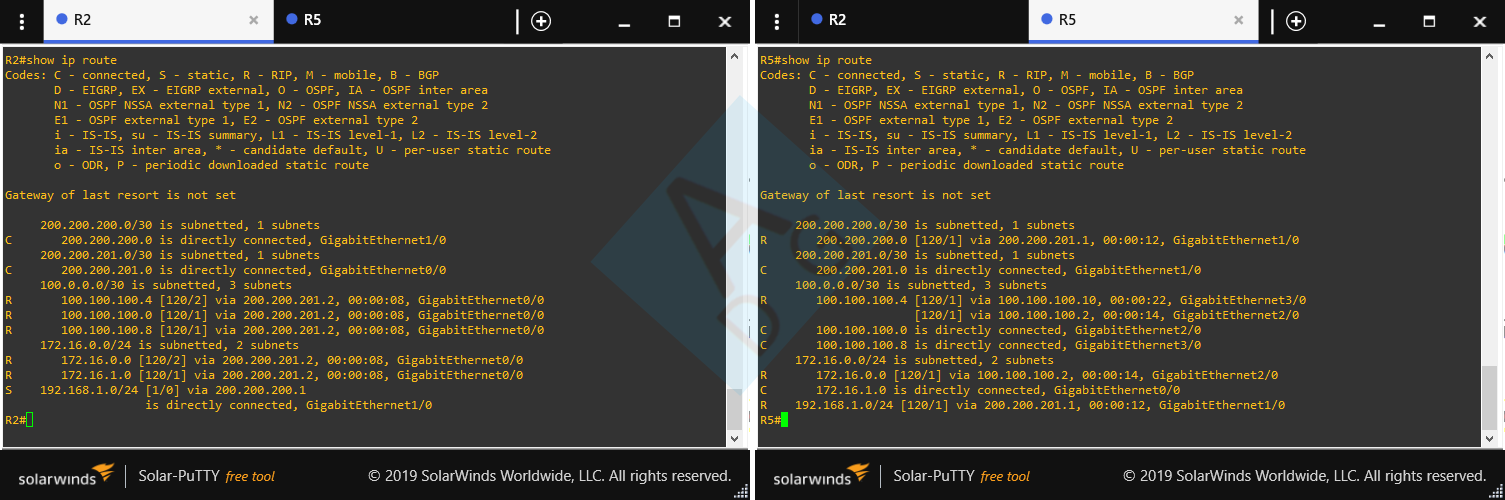 R2
R5
R2#show ip route
Codes: C - connected, S - static, R - RIP, M - mobile, B - BGP
D - EIGRP, EX - EIGRP external, O - OSPF, IA - OSPF inter area
N1 - OSPF NSSA external type 1, N2 - OSPF NSSA external type 2
E1 - OSPF external type 1, E2 - OSPF external type 2
i - IS-IS, su - IS-IS summary, L1 - IS-IS level-1, L2 - IS-IS level-2
ia - IS-IS inter area, * - candidate default, U - per-user static route
o - ODR, P - periodic downloaded static route
Gateway of last resort is not set
200.200.200.0/30 is subnetted, 1 subnets
C 200.200.200.0 is directly connected, GigabitEthernet1/0
200.200.201.0/30 is subnetted, 1 subnets
C 200.200.201.0 is directly connected, GigabitEthernet0/0
100.0.0.0/30 is subnetted, 3 subnets
R 100.100.100.4 [120/2] via 200.200.201.2, 00:00:08, GigabitEthernet0/0
R 100.100.100.0 [120/1] via 200.200.201.2, 00:00:08, GigabitEthernet0/0
R 100.100.100.8 [120/1] via 200.200.201.2, 00:00:08, GigabitEthernet0/0
172.16.0.0/24 is subnetted, 2 subnets
R 172.16.0.0 [120/2] via 200.200.201.2, 00:00:08, GigabitEthernet0/0
R 172.16.1.0 [120/1] via 200.200.201.2, 00:00:08, GigabitEthernet0/0
S 192.168.1.0/24 [1/0] via 200.200.200.1
is directly connected, GigabitEthernet1/0
R2#
solarwinds Solar-PuTTY free tool © 2019 SolarWinds Worldwide, LLC. All rights reserved.
R2
R5
R5#show ip route
Codes: C - connected, S - static, R - RIP, M - mobile, B - BGP
D - EIGRP, EX - EIGRP external, O - OSPF, IA - OSPF inter area
N1 - OSPF NSSA external type 1, N2 - OSPF NSSA external type 2
E1 - OSPF external type 1, E2 - OSPF external type 2
i - IS-IS, su - IS-IS summary, L1 - IS-IS level-1, L2 - IS-IS level-2
ia - IS-IS inter area, * - candidate default, U - per-user static route
o - ODR, P - periodic downloaded static route
Gateway of last resort is not set
200.200.200.0/30 is subnetted, 1 subnets
R 200.200.200.0 [120/1] via 200.200.201.1, 00:00:12, GigabitEthernet1/0
200.200.201.0/30 is subnetted, 1 subnets
C 200.200.201.0 is directly connected, GigabitEthernet1/0
100.0.0.0/30 is subnetted, 3 subnets
R 100.100.100.4 [120/1] via 100.100.100.10, 00:00:22, GigabitEthernet3/0
[120/1] via 100.100.100.2, 00:00:14, GigabitEthernet2/0
C 100.100.100.0 is directly connected, GigabitEthernet2/0
C 100.100.100.8 is directly connected, GigabitEthernet3/0
172.16.0.0/24 is subnetted, 2 subnets
R 172.16.0.0 [120/1] via 100.100.100.2, 00:00:14, GigabitEthernet2/0
C 172.16.1.0 is directly connected, GigabitEthernet0/0
R 192.168.1.0/24 [120/1] via 200.200.201.1, 00:00:12, GigabitEthernet1/0
R5#
solarwinds Solar-PuTTY free tool © 2019 SolarWinds Worldwide, LLC. All rights reserved.